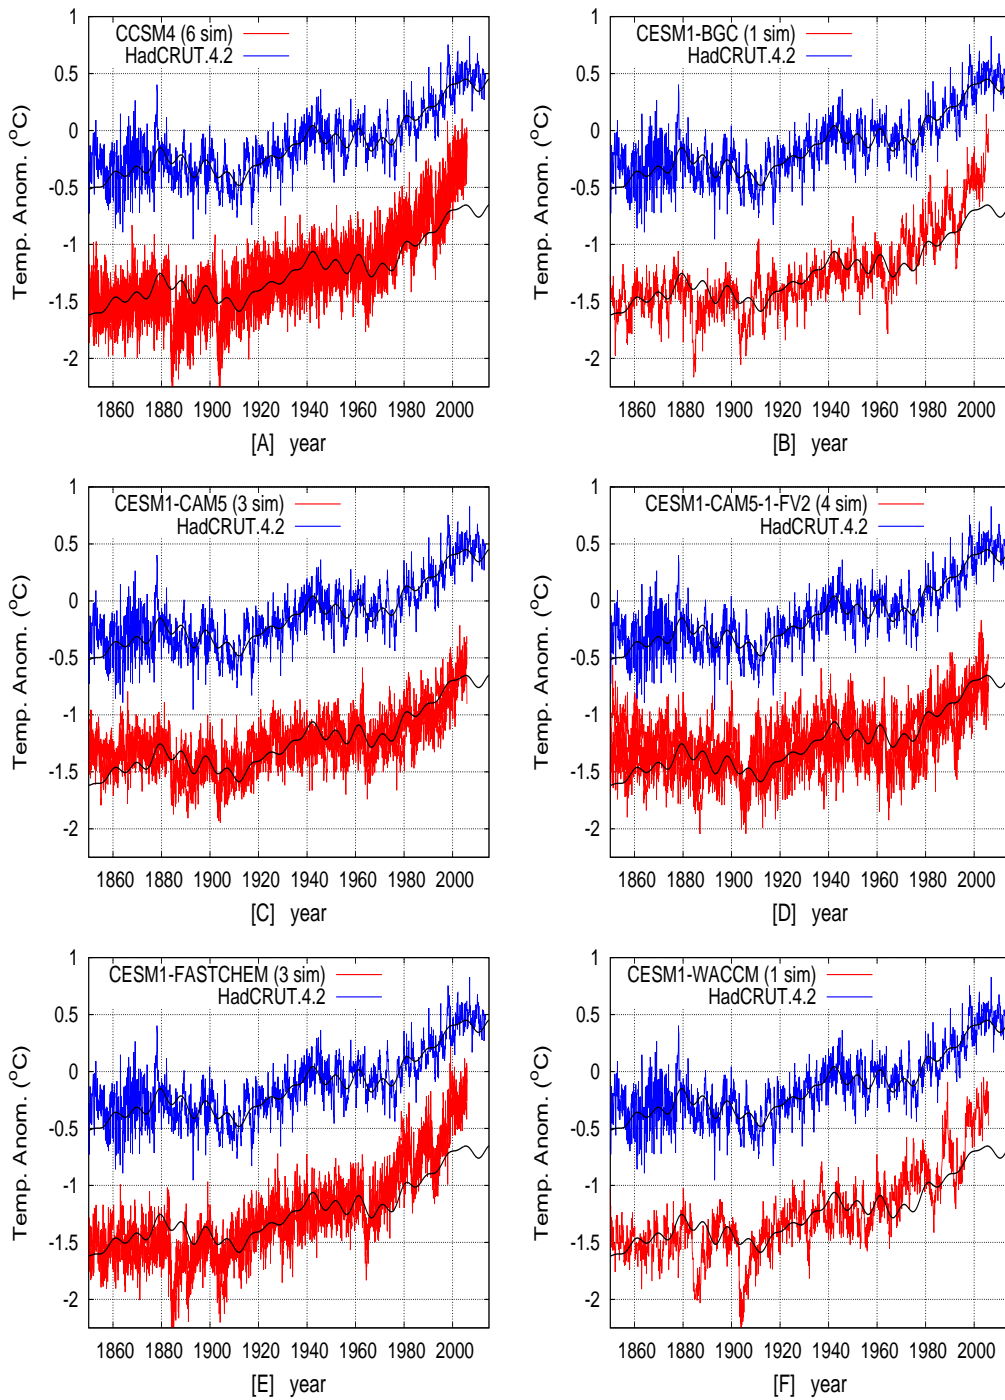 CCSM4 (6 sim)
HadCRUT.4.2
Temp. Anom. (°C)
1
0.5
0
-0.5
-1
-1.5
-2
1860 1880 1900 1920 1940 1960 1980 2000
[A] year
CESM1-BGC (1 sim)
HadCRUT.4.2
Temp. Anom. (°C)
1
0.5
0
-0.5
-1
-1.5
-2
1860 1880 1900 1920 1940 1960 1980 2000
[B] year
CESM1-CAM5 (3 sim)
HadCRUT.4.2
Temp. Anom. (°C)
1
0.5
0
-0.5
-1
-1.5
-2
1860 1880 1900 1920 1940 1960 1980 2000
[C] year
CESM1-CAM5-1-FV2 (4 sim)
HadCRUT.4.2
Temp. Anom. (°C)
1
0.5
0
-0.5
-1
-1.5
-2
1860 1880 1900 1920 1940 1960 1980 2000
[D] year
CESM1-FASTCHEM (3 sim)
HadCRUT.4.2
Temp. Anom. (°C)
1
0.5
0
-0.5
-1
-1.5
-2
1860 1880 1900 1920 1940 1960 1980 2000
[E] year
CESM1-WACCM (1 sim)
HadCRUT.4.2
Temp. Anom. (°C)
1
0.5
0
-0.5
-1
-1.5
-2
1860 1880 1900 1920 1940 1960 1980 2000
[F] year